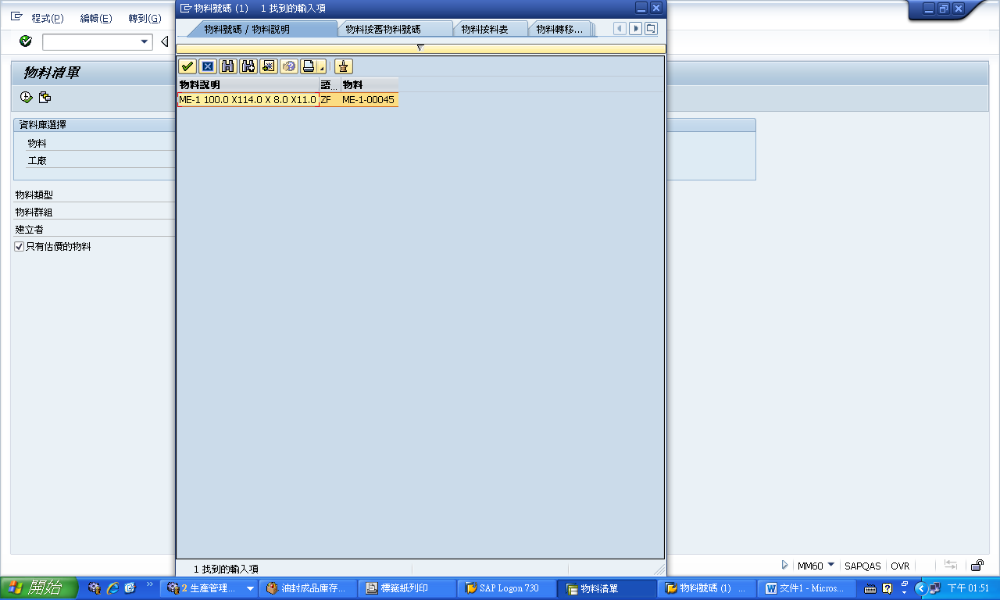 程式(P) 編輯(E) 轉到(G)
物料號碼 (1) 1 找到的輸入項
物料號碼 / 物料說明 物料按舊物料號碼 物料按料表 物料轉移...
物料清單
物料說明 語... 物料
ME-1 100.0 X114.0 X 8.0 X11.0 ZF ME-1-00045
資料庫選擇
物料
工廠
物料類型
物料群組
建立者
只有估價的物料
1 找到的輸入項
MM60 SAPQAS OVR
開始 2 生産管理... 油封成品庫存... 標籤紙列印 SAP Logon 730 物料清單 物料號碼 (1) ... 文件1 - Micros... 下午 01:51